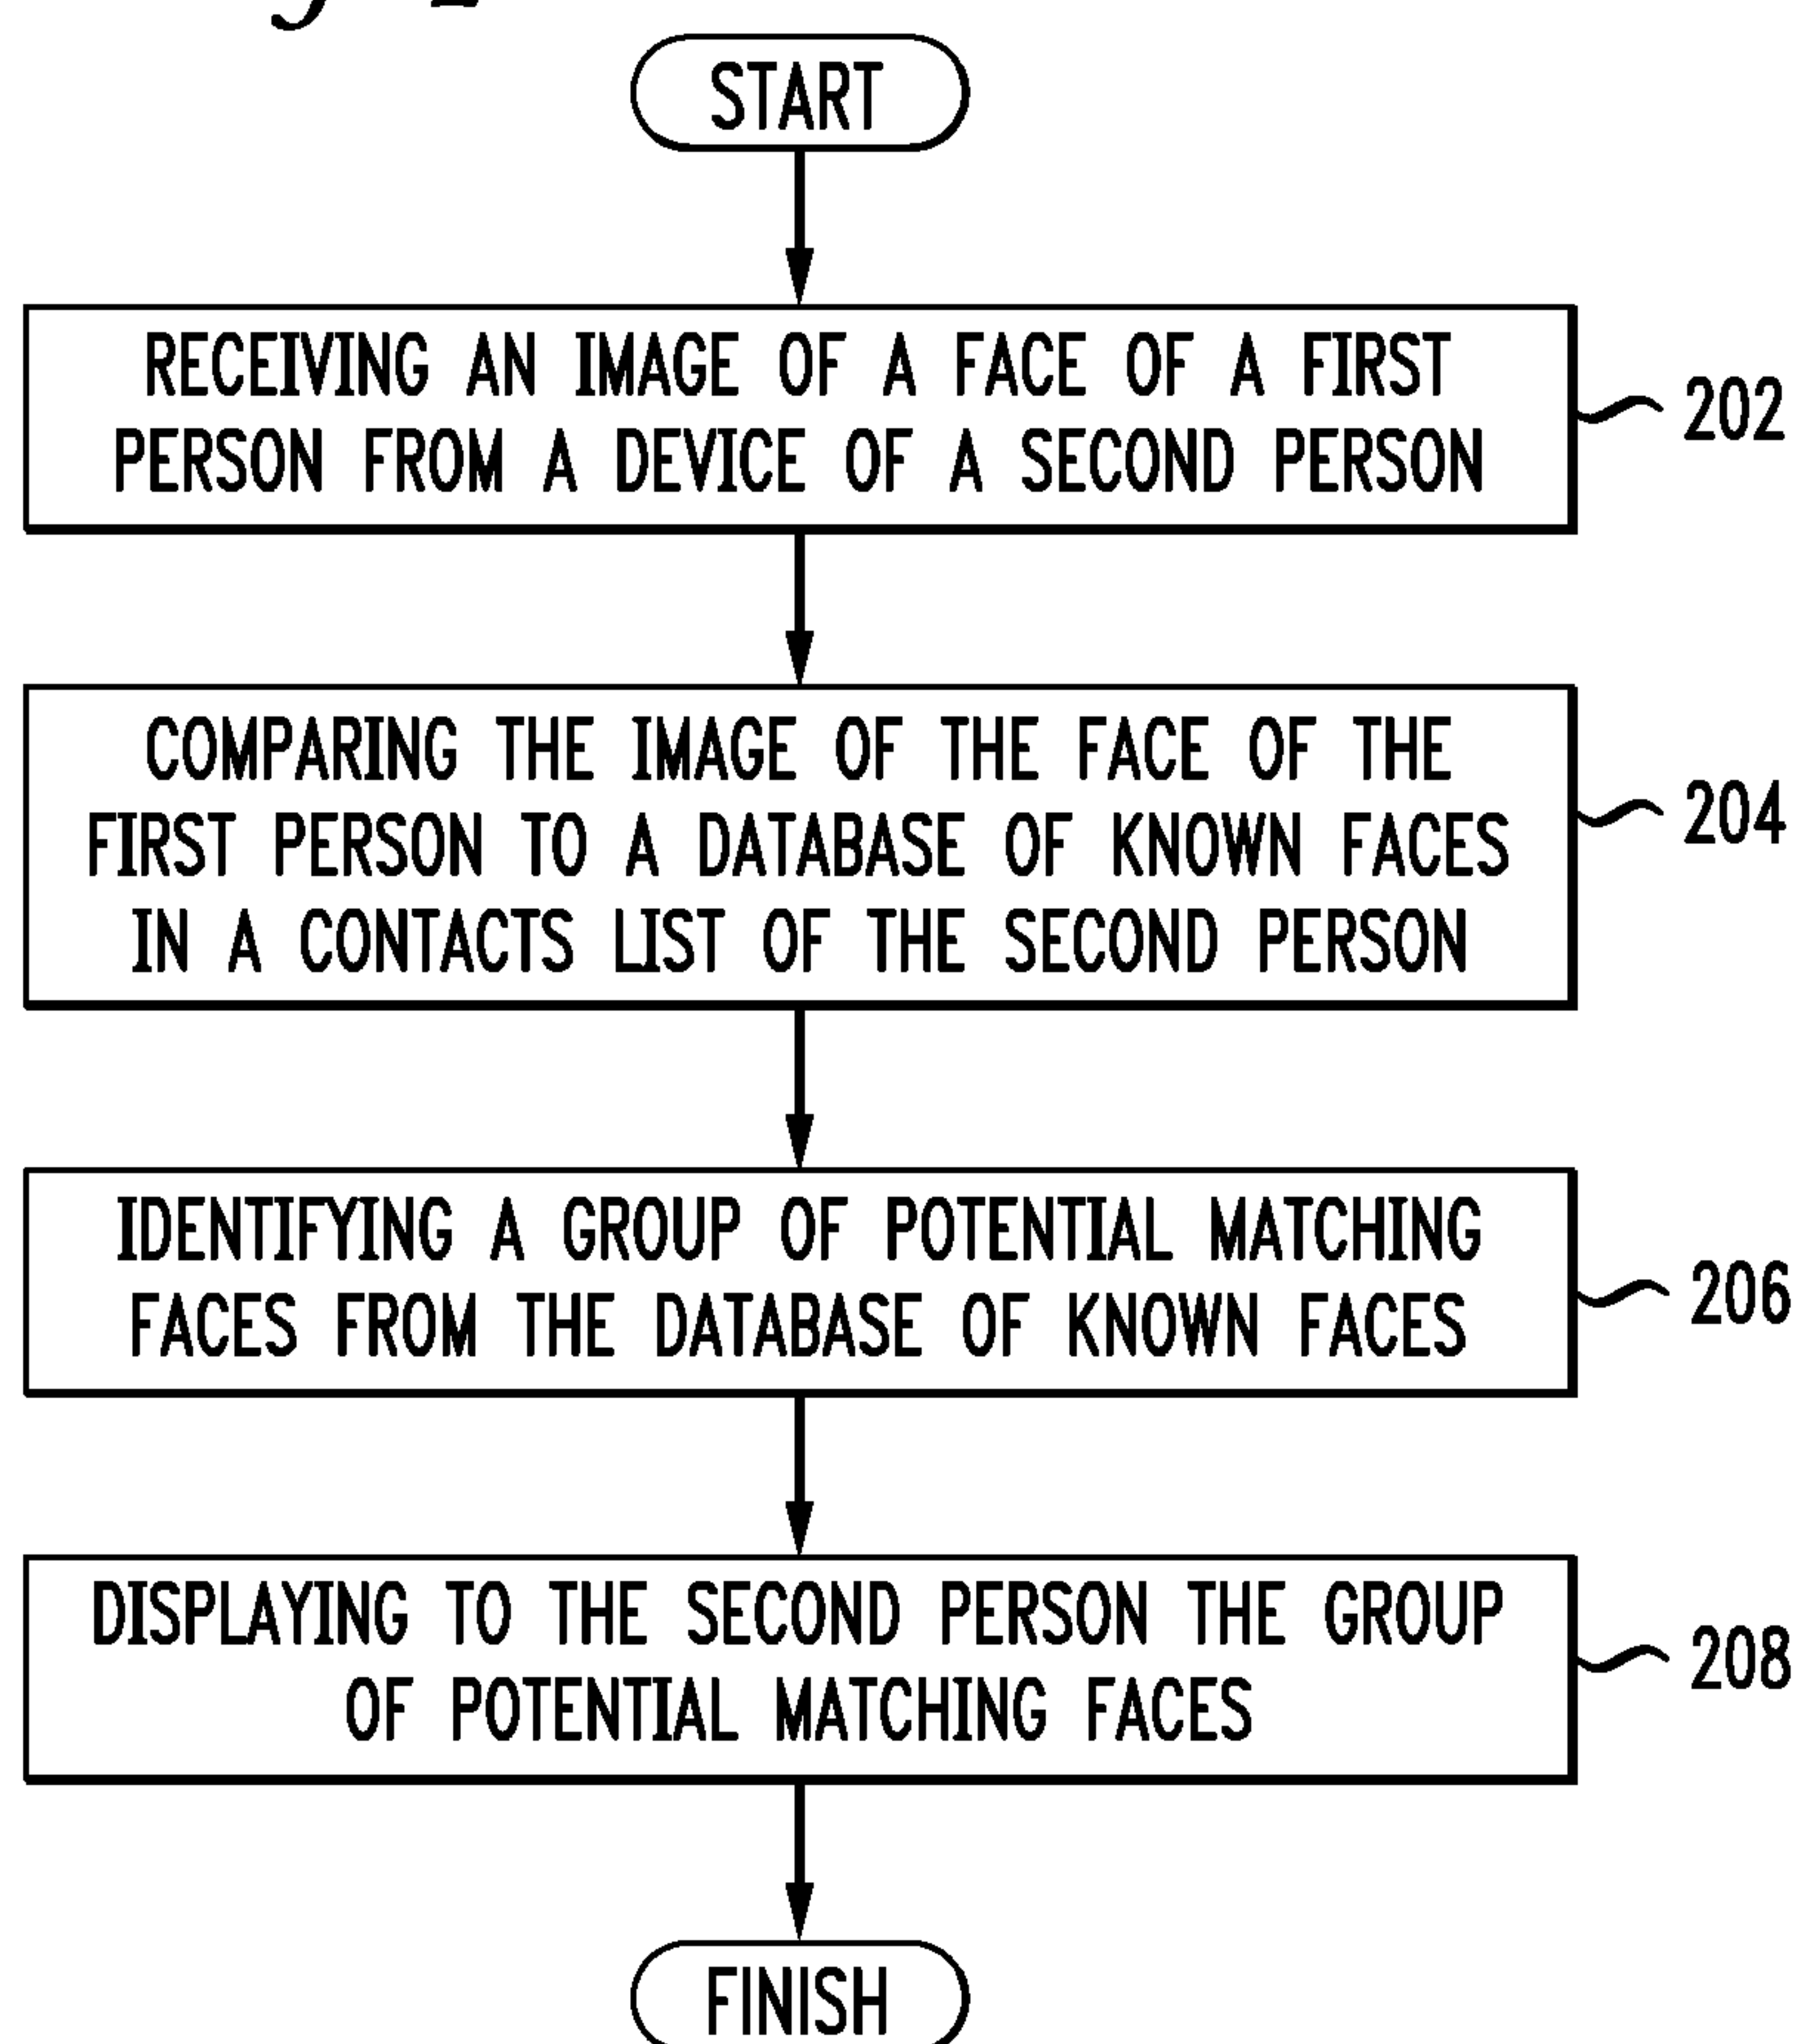 START
RECEIVING AN IMAGE OF A FACE OF A FIRST
PERSON FROM A DEVICE OF A SECOND PERSON
202
COMPARING THE IMAGE OF THE FACE OF THE
FIRST PERSON TO A DATABASE OF KNOWN FACES
IN A CONTACTS LIST OF THE SECOND PERSON
204
IDENTIFYING A GROUP OF POTENTIAL MATCHING
FACES FROM THE DATABASE OF KNOWN FACES
206
DISPLAYING TO THE SECOND PERSON THE GROUP
OF POTENTIAL MATCHING FACES
208
FINISH